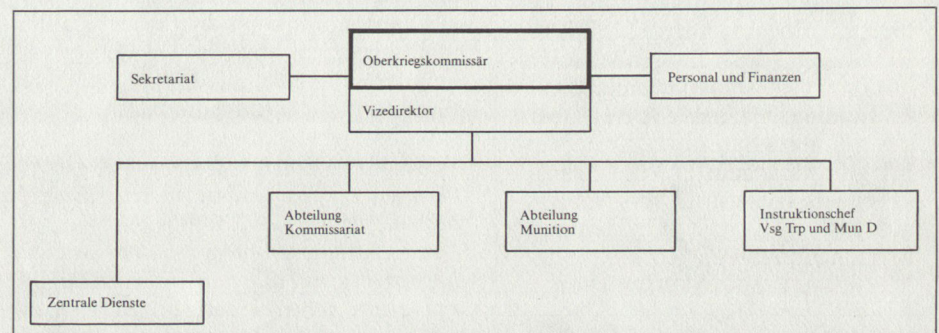 Oberkriegskommissär
Sekretariat
Personal und Finanzen
Vizedirektor
Abteilung
Kommissariat
Abteilung
Munition
Instruktionschef
Vsg Trp und Mun D
Zentrale Dienste